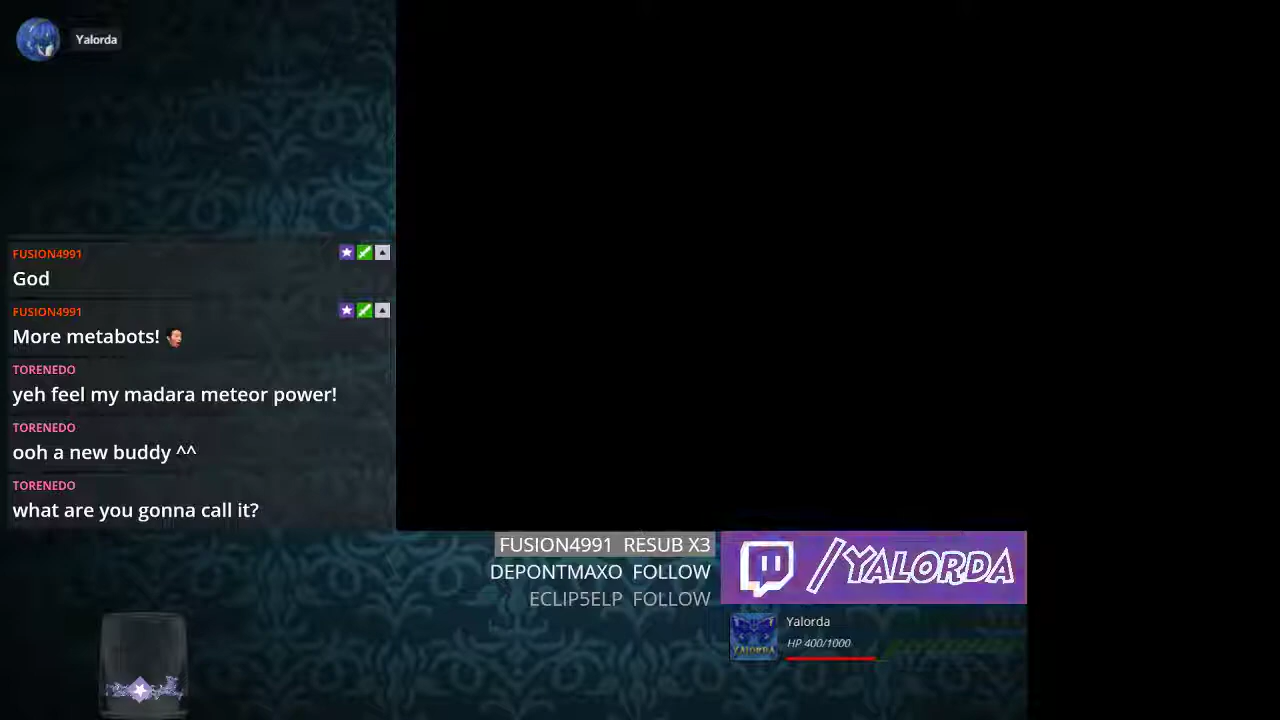 Yalorda
FUSION4991
God
FUSION4991
More metabots!
TORENEDO
yeh feel my madara meteor power!
TORENEDO
ooh a new buddy ^^
TORENEDO
what are you gonna call it?
FUSION4991 RESUB X3
DEPONTMAXO FOLLOW
ECLIP5ELP FOLLOW
/YALORDA
Yalorda
HP 400/1000
YALORDA